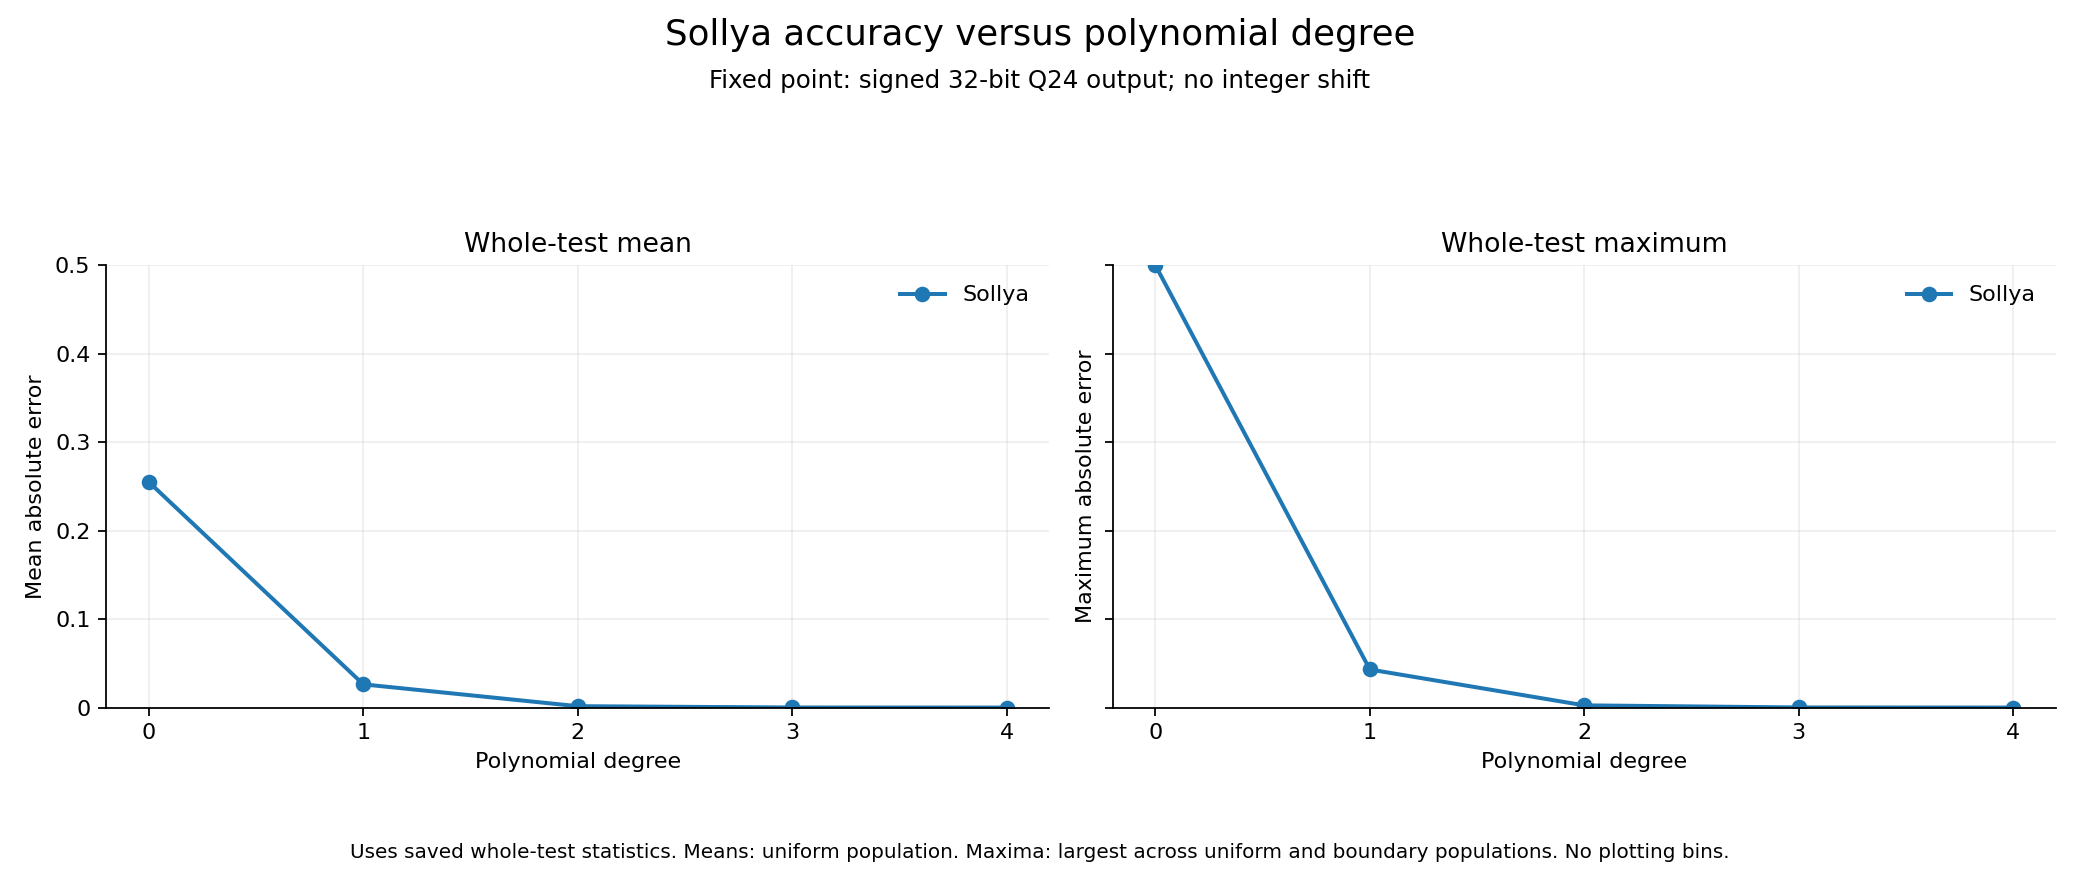 Sollya accuracy versus polynomial degree
Fixed point: signed 32-bit Q24 output; no integer shift
Whole-test mean
Whole-test maximum
0.5
0.4
0.3
0.2
0.1
0
Mean absolute error
Sollya
0 1 2 3 4
Polynomial degree
Maximum absolute error
Sollya
0 1 2 3 4
Polynomial degree
Uses saved whole-test statistics. Means: uniform population. Maxima: largest across uniform and boundary populations. No plotting bins.